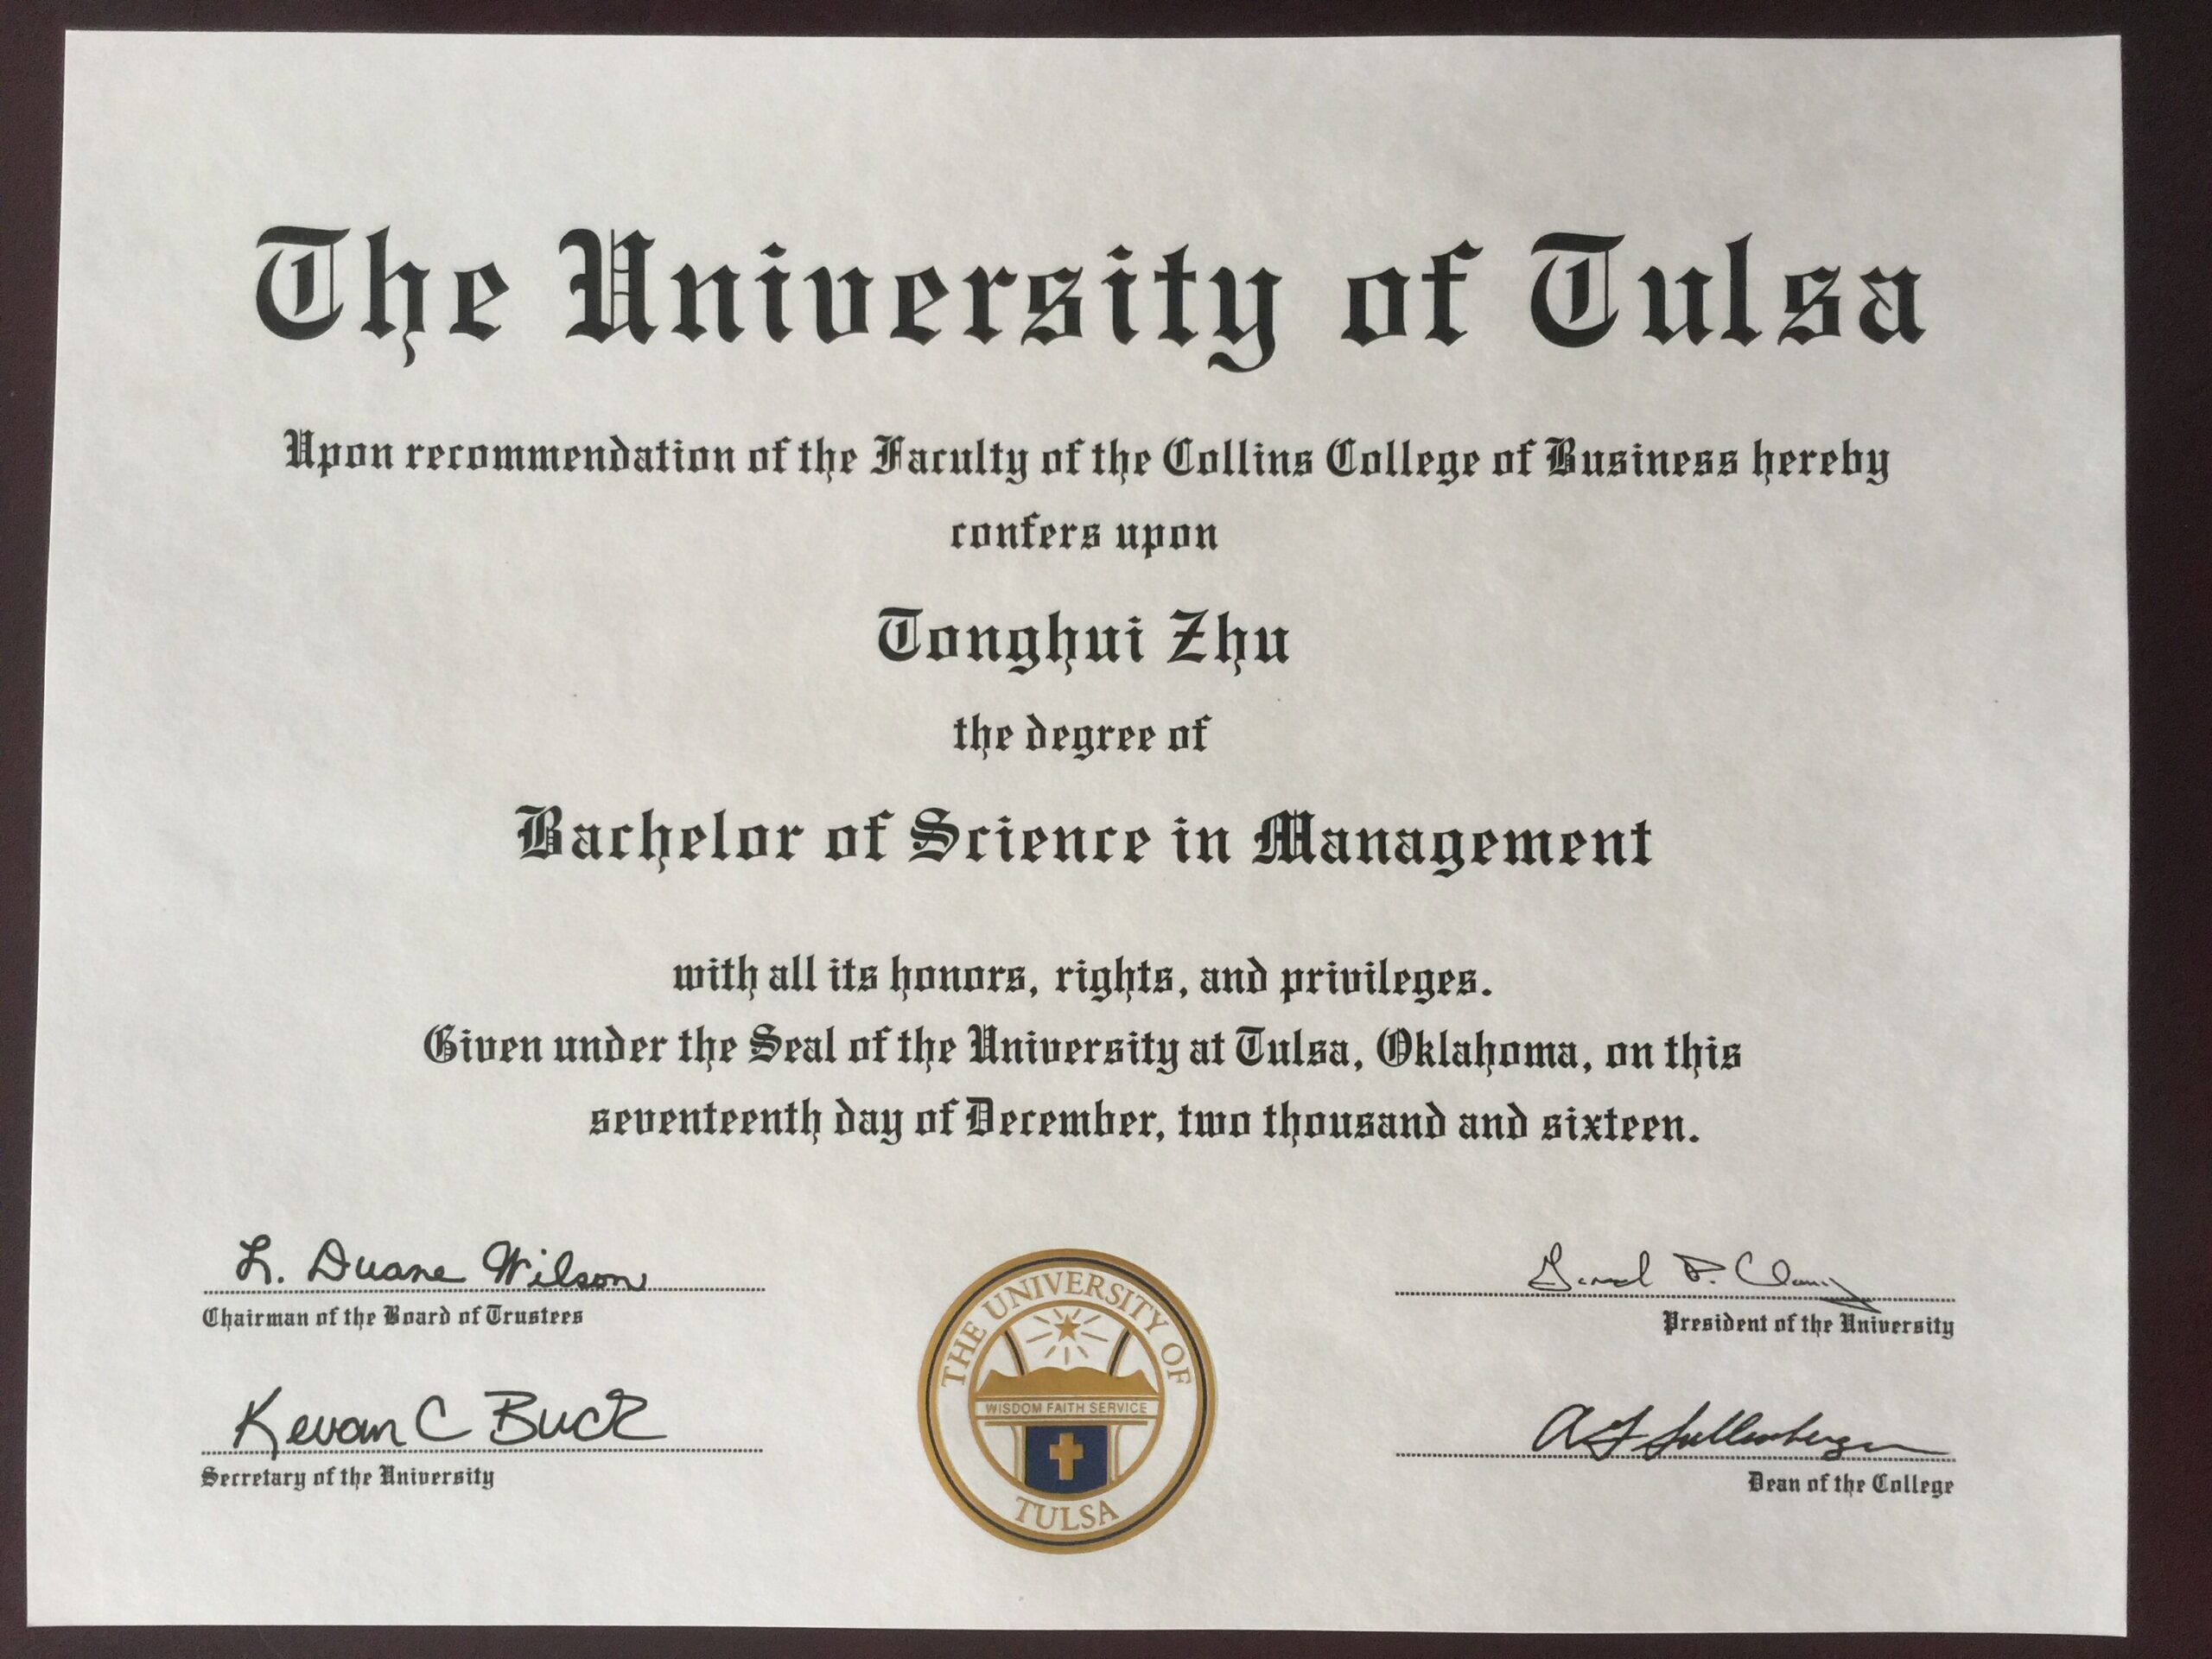 The University of Tulsa
Upon recommendation of the Faculty of the Collins College of Business hereby
confers upon
Tonghui Zhu
the degree of
Bachelor of Science in Management
with all its honors, rights, and privileges.
Given under the Seal of the University at Tulsa, Oklahoma, on this
seventeenth day of December, two thousand and sixteen.
L. Duane Wilson
Chairman of the Board of Trustees
President of the University
Kevan C Buck
Secretary of the University
Dean of the College
THE UNIVERSITY OF
WISDOM FAITH SERVICE
TULSA